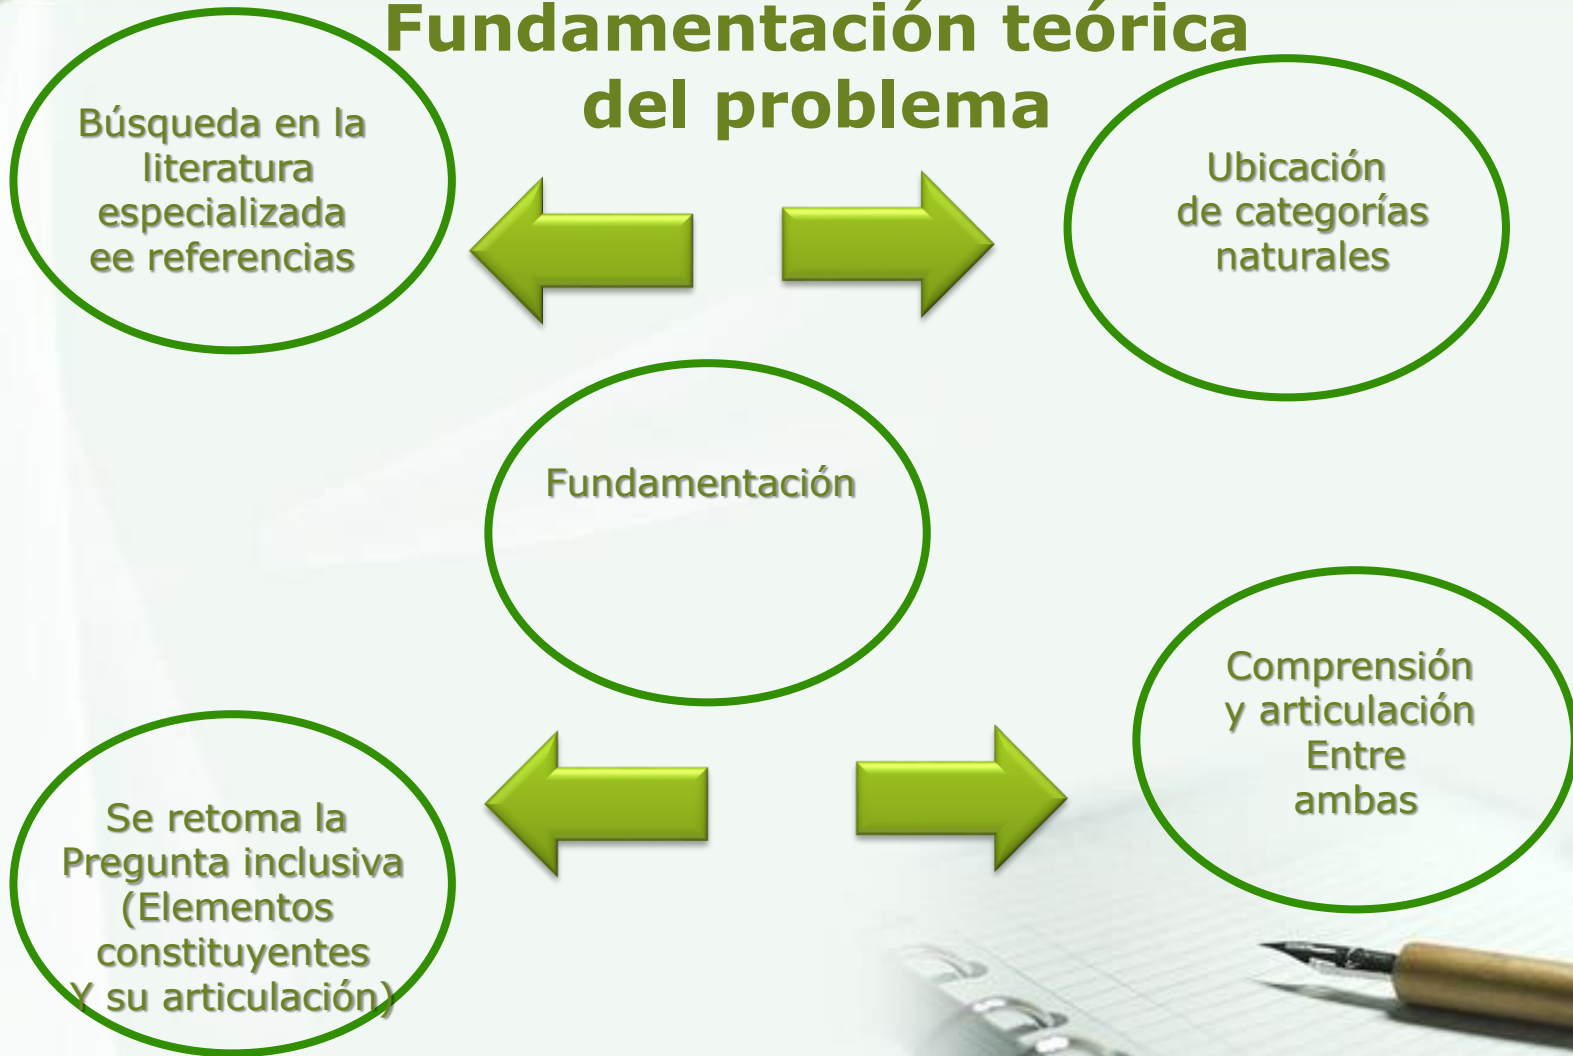 Fundamentación teórica
del problema
Búsqueda en la
literatura
especializada
ee referencias
Ubicación
de categorías
naturales
Fundamentación
Se retoma la
Pregunta inclusiva
(Elementos
constituyentes
Y su articulación)
Comprensión
y articulación
Entre
ambas